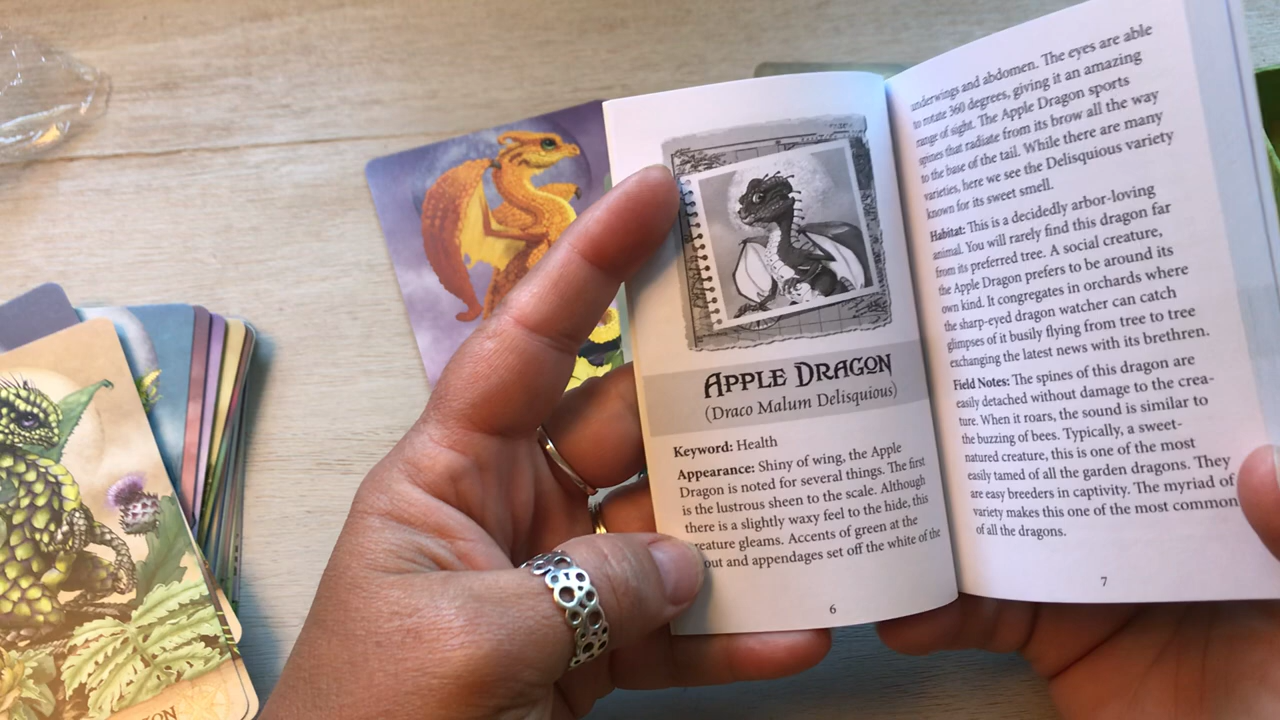 APPLE DRAGON
(Draco Malum Delisquious)
Keyword: Health
Appearance: Shiny of wing, the Apple
Dragon is noted for several things. The first
is the lustrous sheen to the scale. Although
there is a slightly waxy feel to the hide, this
creature gleams. Accents of green at the
out and appendages set off the white of the
6
underwings and abdomen. The eyes are able
to rotate 360 degrees, giving it an amazing
range of sight. The Apple Dragon sports
spines that radiate from its brow all the way
to the base of the tail. While there are many
varieties, here we see the Delisquious variety
known for its sweet smell.
Habitat: This is a decidedly arbor-loving
animal. You will rarely find this dragon far
from its preferred tree. A social creature,
the Apple Dragon prefers to be around its
own kind. It congregates in orchards where
the sharp-eyed dragon watcher can catch
glimpses of it busily flying from tree to tree
exchanging the latest news with its brethren.
Field Notes: The spines of this dragon are
easily detached without damage to the crea-
ture. When it roars, the sound is similar to
the buzzing of bees. Typically, a sweet-
natured creature, this is one of the most
easily tamed of all the garden dragons. They
are easy breeders in captivity. The myriad of
variety makes this one of the most common
of all the dragons.
7